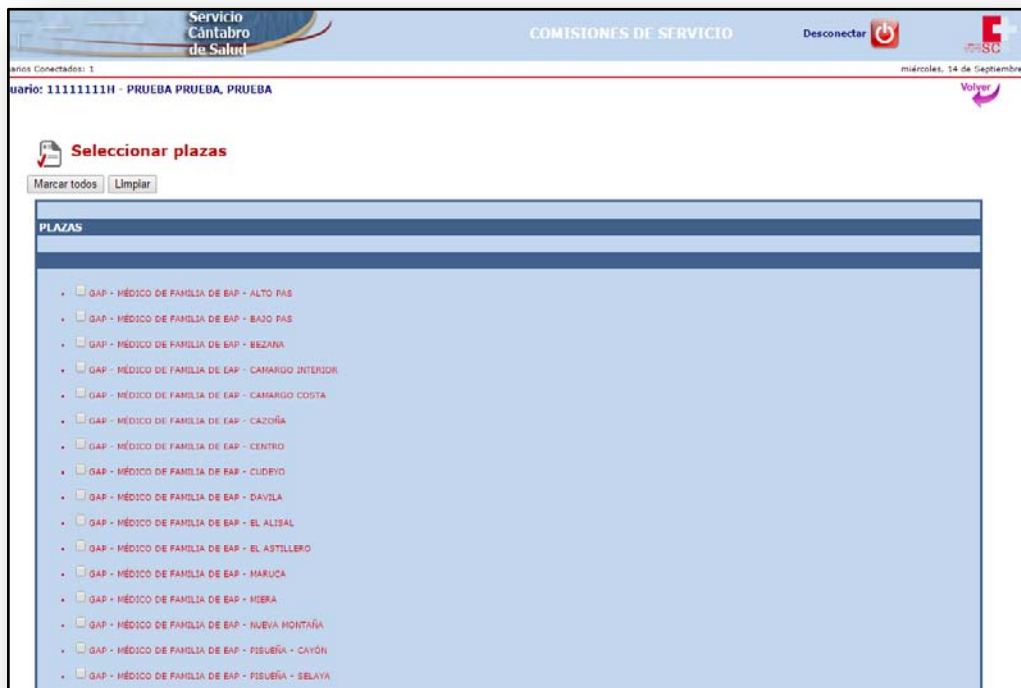 Servicio
Cántabro
de Salud
COMISIONES DE SERVICIO
Desconectar
SC
arios Conectados: 1
miércoles, 14 de Septiembre
uario: 11111111H - PRUEBA PRUEBA, PRUEBA
Volver
Seleccionar plazas
Marcar todos Limpiar
PLAZAS
GAP - MÉDICO DE FAMILIA DE EAP - ALTO PAS
GAP - MÉDICO DE FAMILIA DE EAP - BAJO PAS
GAP - MÉDICO DE FAMILIA DE EAP - BEZANA
GAP - MÉDICO DE FAMILIA DE EAP - CAMARGO INTERIOR
GAP - MÉDICO DE FAMILIA DE EAP - CAMARGO COSTA
GAP - MÉDICO DE FAMILIA DE EAP - CAZOÑA
GAP - MÉDICO DE FAMILIA DE EAP - CENTRO
GAP - MÉDICO DE FAMILIA DE EAP - CUDEYO
GAP - MÉDICO DE FAMILIA DE EAP - DAVILA
GAP - MÉDICO DE FAMILIA DE EAP - EL ALISAL
GAP - MÉDICO DE FAMILIA DE EAP - EL ASTILLERO
GAP - MÉDICO DE FAMILIA DE EAP - MARUCA
GAP - MÉDICO DE FAMILIA DE EAP - MIERA
GAP - MÉDICO DE FAMILIA DE EAP - NUEVA MONTAÑA
GAP - MÉDICO DE FAMILIA DE EAP - PISUEÑA - CAYÓN
GAP - MÉDICO DE FAMILIA DE EAP - PISUEÑA - SELAYA